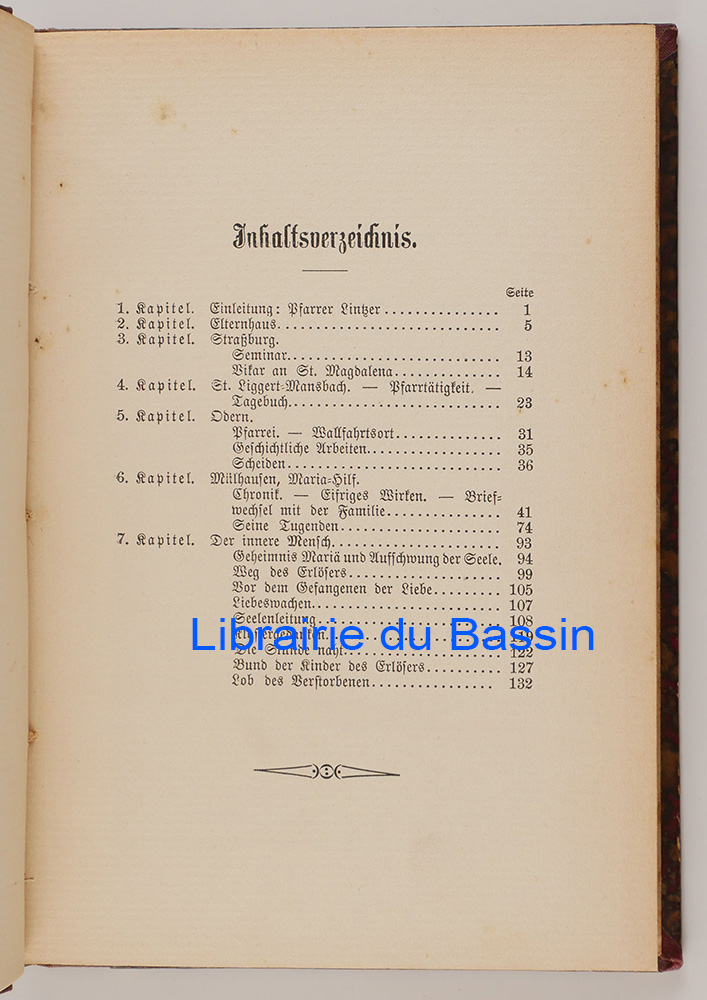 Inhaltsverzeichnis.
Seite
1. Kapitel. Einleitung: Pfarrer Lintzer ............... 1
2. Kapitel. Elternhaus. ............................ 5
3. Kapitel. Straßburg.
Seminar........................... 13
Vikar an St. Magdalena.............. 14
4. Kapitel. St. Liggert-Mansbach. — Pfarrtätigkeit. —
Tagebuch........................... 23
5. Kapitel. Odern.
Pfarrei. — Wallfahrtsort.............. 31
Geschichtliche Arbeiten................. 35
Scheiden........................... 36
6. Kapitel. Mülhausen, Maria-Hilf.
Chronik. — Eifriges Wirken. — Brief-
wechsel mit der Familie............... 41
Seine Tugenden.................... 74
7. Kapitel. Der innere Mensch..................... 93
Geheimnis Mariä und Aufschwung der Seele. 94
Weg des Erlösers................... 99
Vor dem Gefangenen der Liebe......... 105
Liebeswachen....................... 107
Seelenleitung....................... 108
Die Stunde naht................... 122
Bund der Kinder des Erlösers.......... 127
Lob des Verstorbenen................ 132
Librairie du Bassin